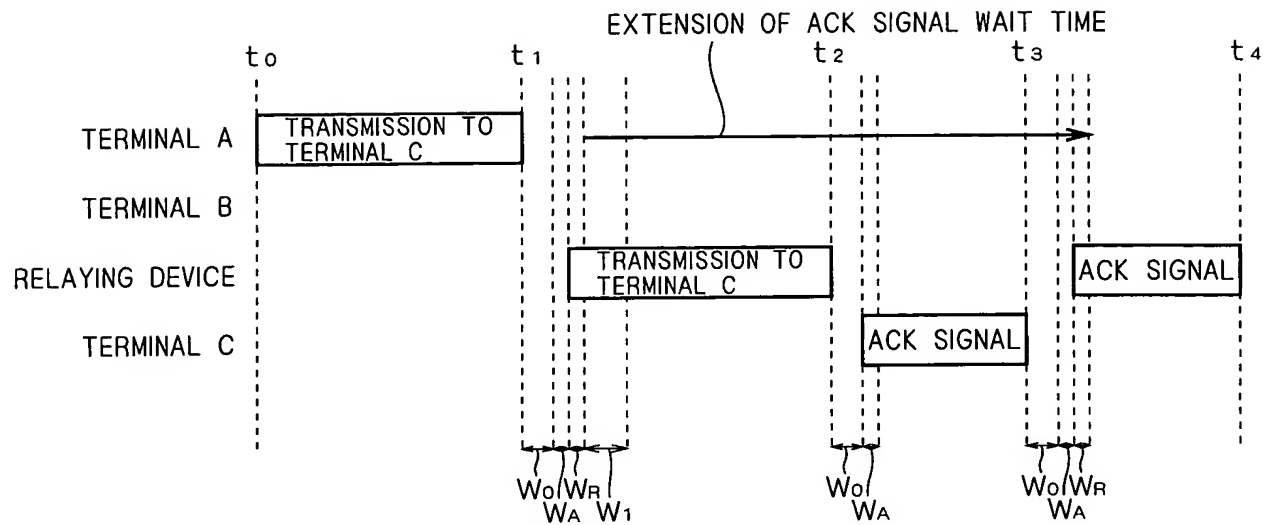 EXTENSION OF ACK SIGNAL WAIT TIME
t0 t1 t2 t3 t4
TERMINAL A
TRANSMISSION TO
TERMINAL C
TERMINAL B
RELAYING DEVICE
TRANSMISSION TO
TERMINAL C
ACK SIGNAL
TERMINAL C
ACK SIGNAL
W0 WR W0 W0 WR
WA W1 WA WA